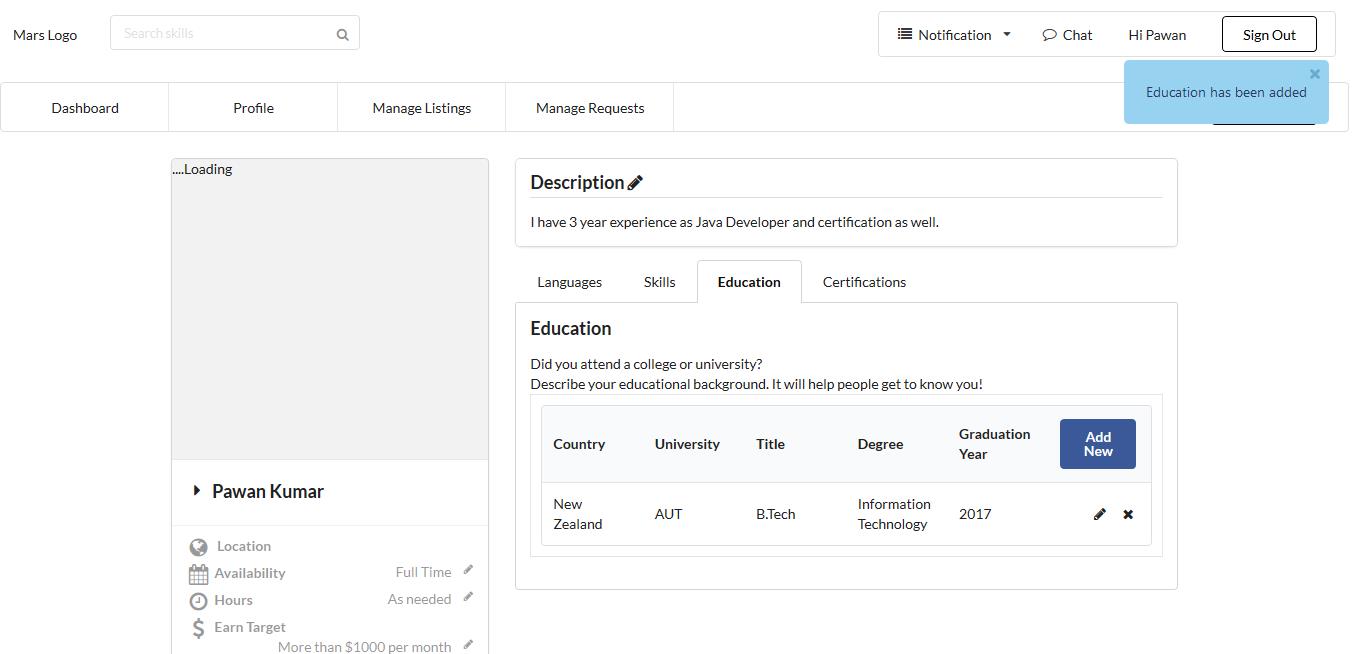 Mars Logo
Search skills
Notification
Chat
Hi Pawan
Sign Out
Education has been added
Dashboard
Profile
Manage Listings
Manage Requests
....Loading
Description
I have 3 year experience as Java Developer and certification as well.
Languages
Skills
Education
Certifications
Education
Did you attend a college or university?
Describe your educational background. It will help people get to know you!
Country
University
Title
Degree
Graduation
Year
Add
New
New
Zealand
AUT
B.Tech
Information
Technology
2017
Pawan Kumar
Location
Availability
Full Time
Hours
As needed
Earn Target
More than $1000 per month